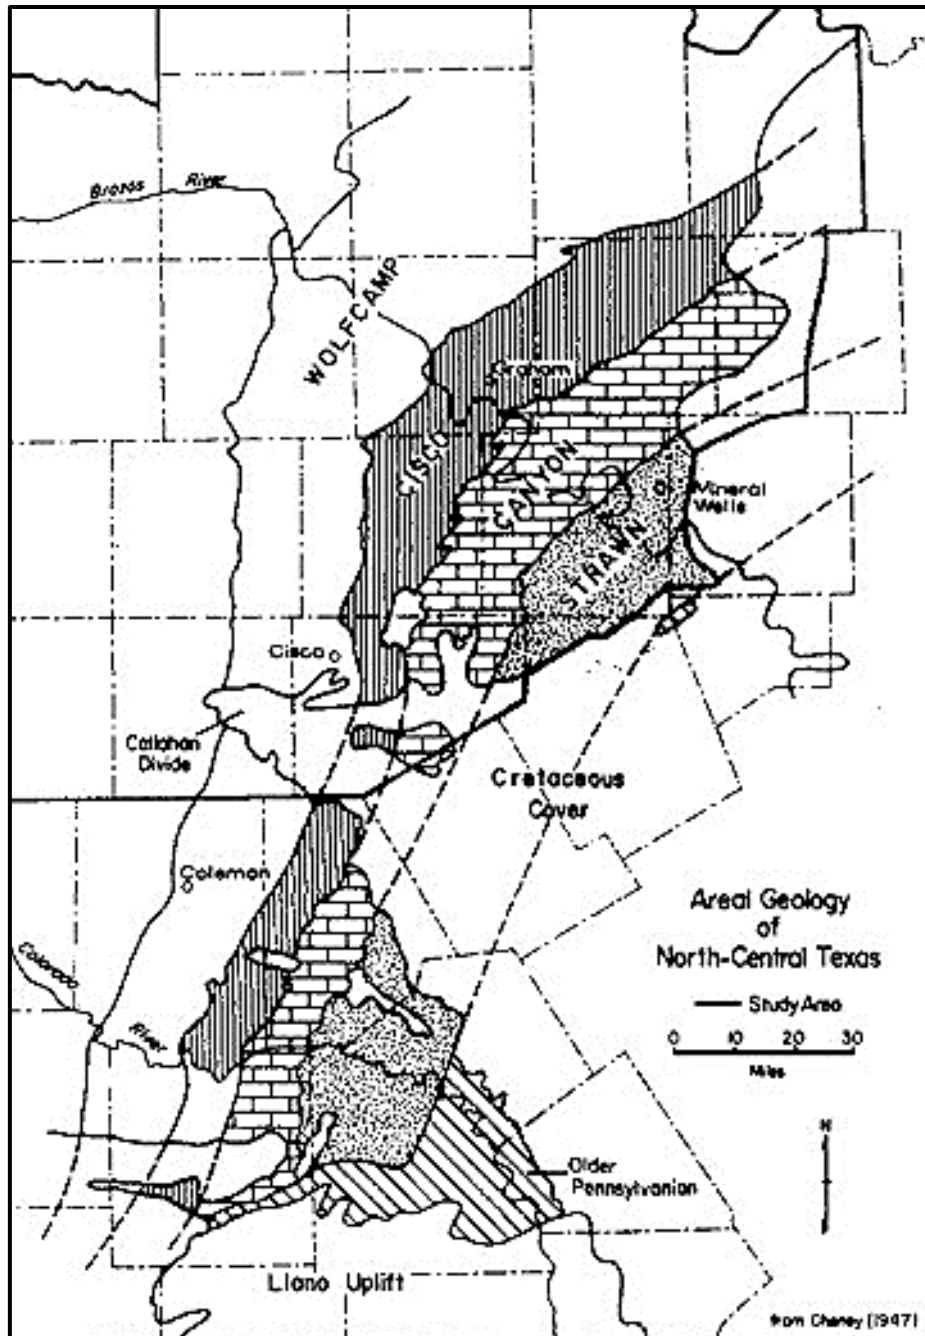 Brazos River
WOLFCAMP
Graham
CISCO
CANYON
STRAWN
Mineral
Wells
Cisco
Callahan
Divide
Cretaceous
Cover
Coleman
Colorado
River
Areal Geology
of
North-Central Texas
Study Area
0 10 20 30
Miles
N
Older
Pennsylvanian
Llano Uplift
from Cheney (1947)